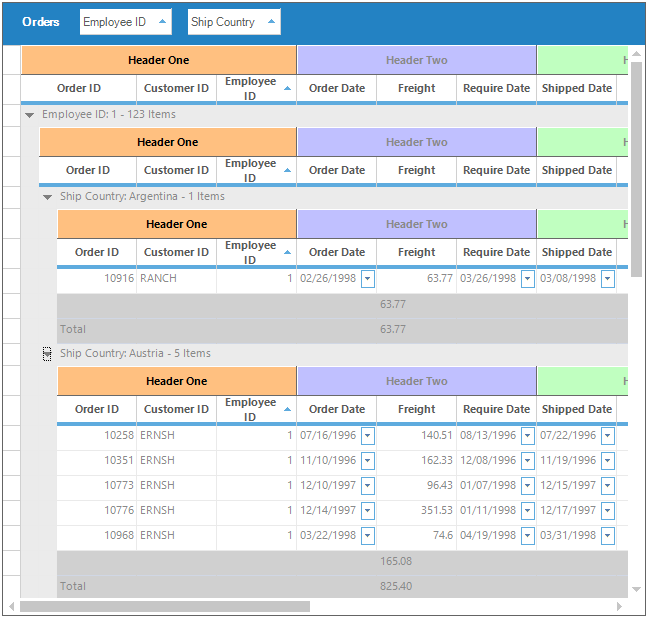 Orders Employee ID Ship Country
Header One Header Two H
Order ID Customer ID Employee ID Order Date Freight Require Date Shipped Date
Employee ID: 1 - 123 Items
Header One Header Two H
Order ID Customer ID Employee ID Order Date Freight Require Date Shipped Date
Ship Country: Argentina - 1 Items
Header One Header Two H
Order ID Customer ID Employee ID Order Date Freight Require Date Shipped Date
10916 RANCH 1 02/26/1998 63.77 03/26/1998 03/08/1998
63.77
Total 63.77
Ship Country: Austria - 5 Items
Header One Header Two H
Order ID Customer ID Employee ID Order Date Freight Require Date Shipped Date
10258 ERNSH 1 07/16/1996 140.51 08/13/1996 07/22/1996
10351 ERNSH 1 11/10/1996 162.33 12/08/1996 11/19/1996
10773 ERNSH 1 12/10/1997 96.43 01/07/1998 12/15/1997
10776 ERNSH 1 12/14/1997 351.53 01/11/1998 12/17/1997
10968 ERNSH 1 03/22/1998 74.6 04/19/1998 03/31/1998
165.08
Total 825.40